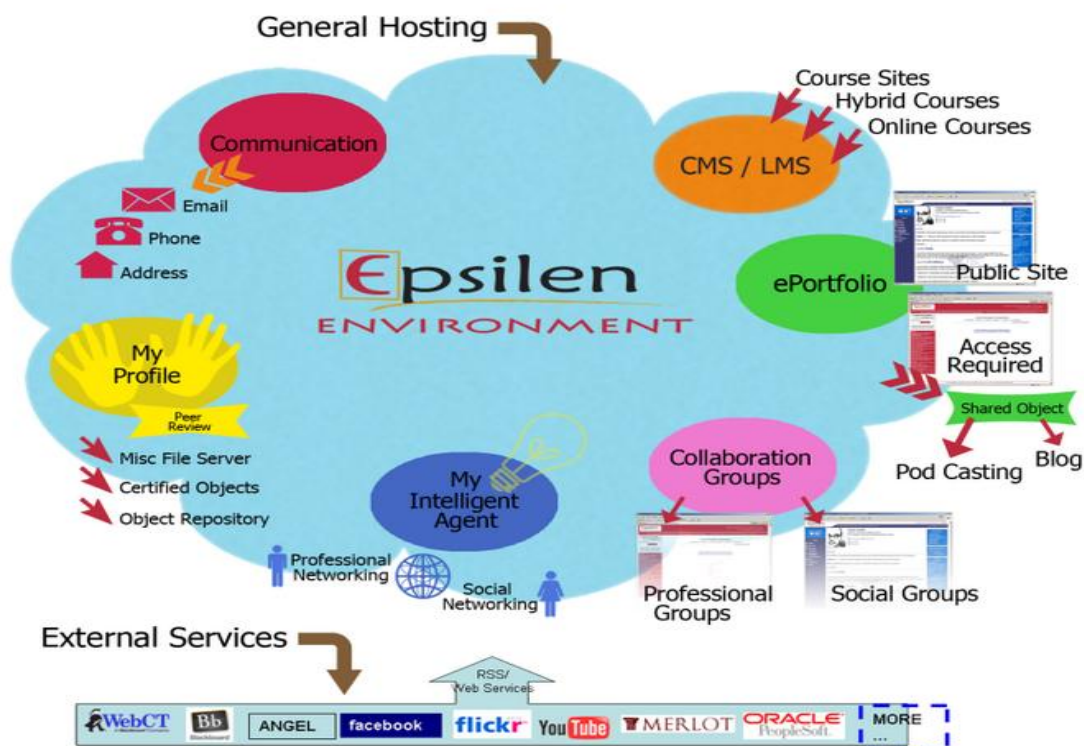 General Hosting
Communication
Email
Phone
Address
Course Sites
Hybrid Courses
Online Courses
CMS / LMS
Epsilen
ENVIRONMENT
ePortfolio
Public Site
Access
Required
Shared Object
Pod Casting
Blog
My
Profile
Peer
Review
Misc File Server
Certified Objects
Object Repository
My
Intelligent
Agent
Professional
Networking
Social
Networking
Collaboration
Groups
Professional
Groups
Social Groups
External Services
RSS/
Web Services
WebCT
Bb
Blackboard
ANGEL
facebook
flickr
YouTube
MERLOT
ORACLE
PeopleSoft.
MORE
...